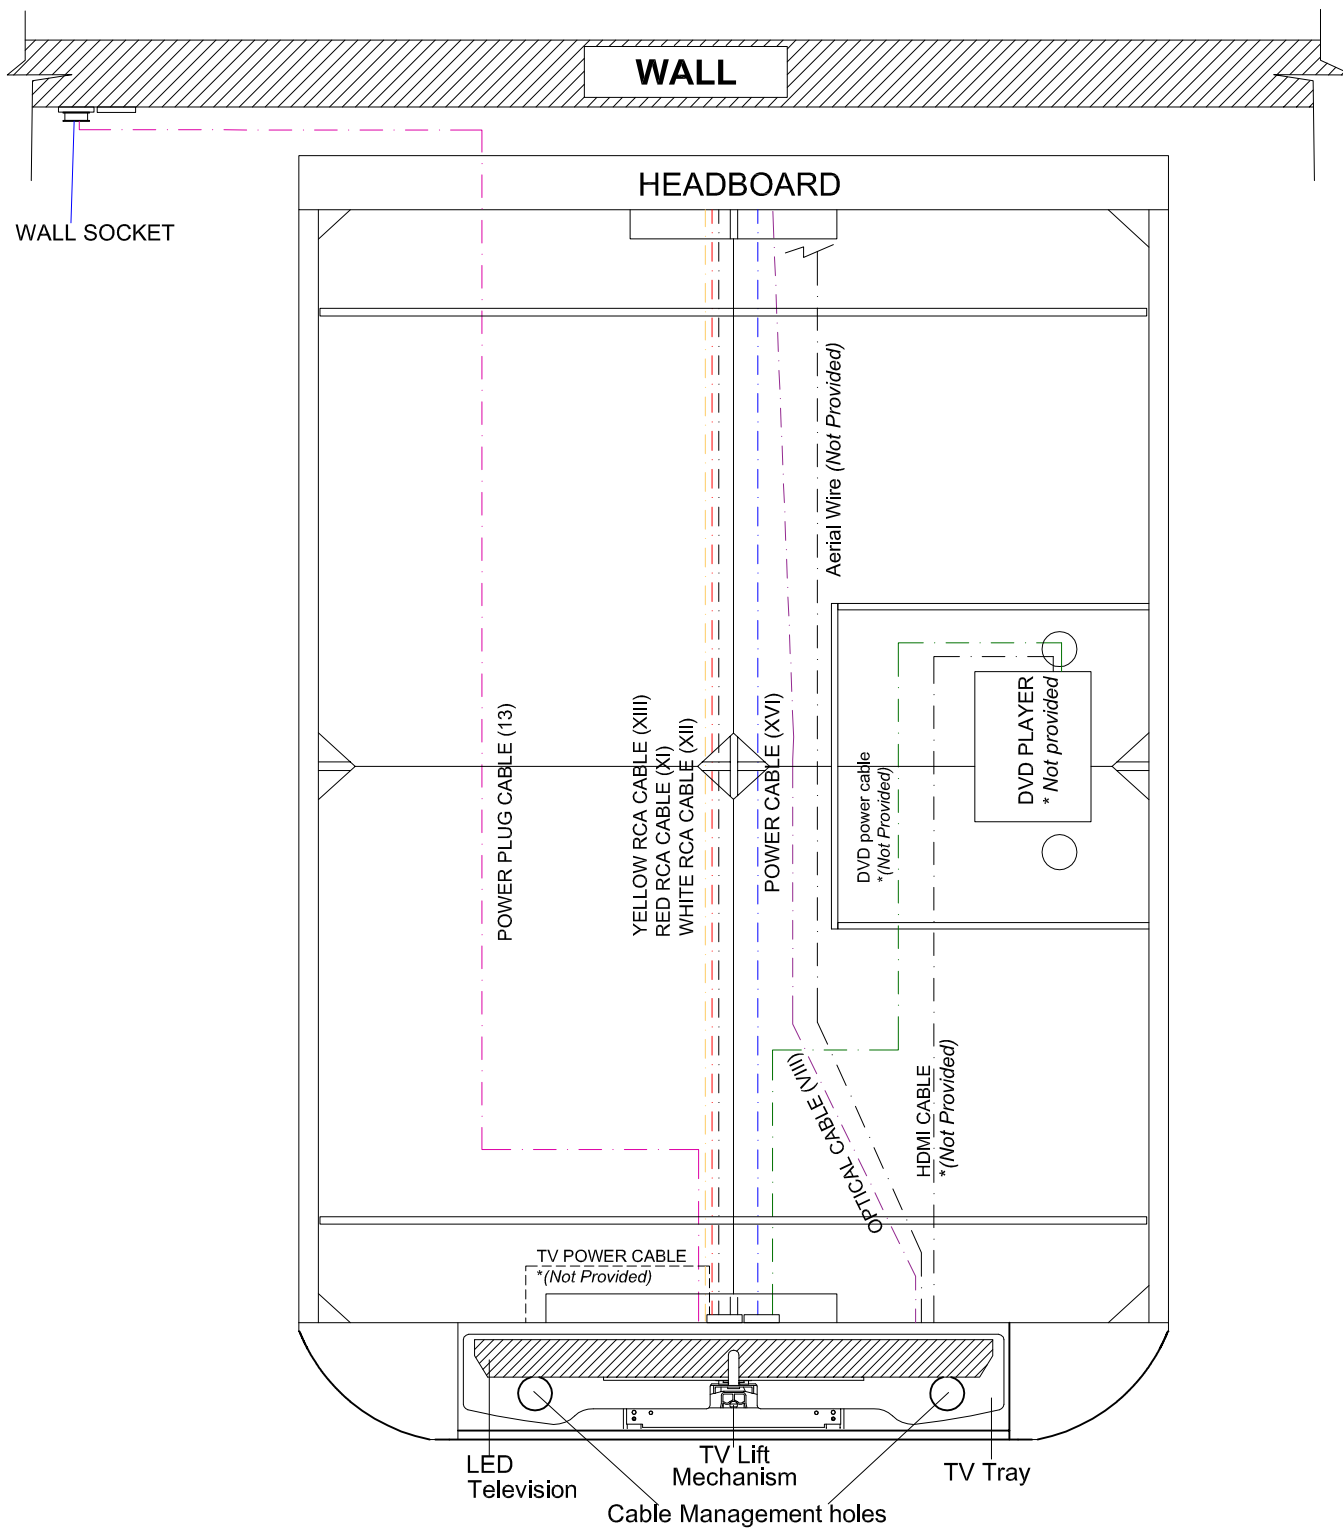 WALL
HEADBOARD
WALL SOCKET
Aerial Wire (Not Provided)
POWER PLUG CABLE (13)
YELLOW RCA CABLE (XIII)
RED RCA CABLE (XI)
WHITE RCA CABLE (XII)
POWER CABLE (XVI)
DVD power cable
*(Not Provided)
DVD PLAYER
* Not provided
OPTICAL CABLE (VIII)
HDMI CABLE
*(Not Provided)
TV POWER CABLE
*(Not Provided)
LED
Television
TV Lift
Mechanism
TV Tray
Cable Management holes